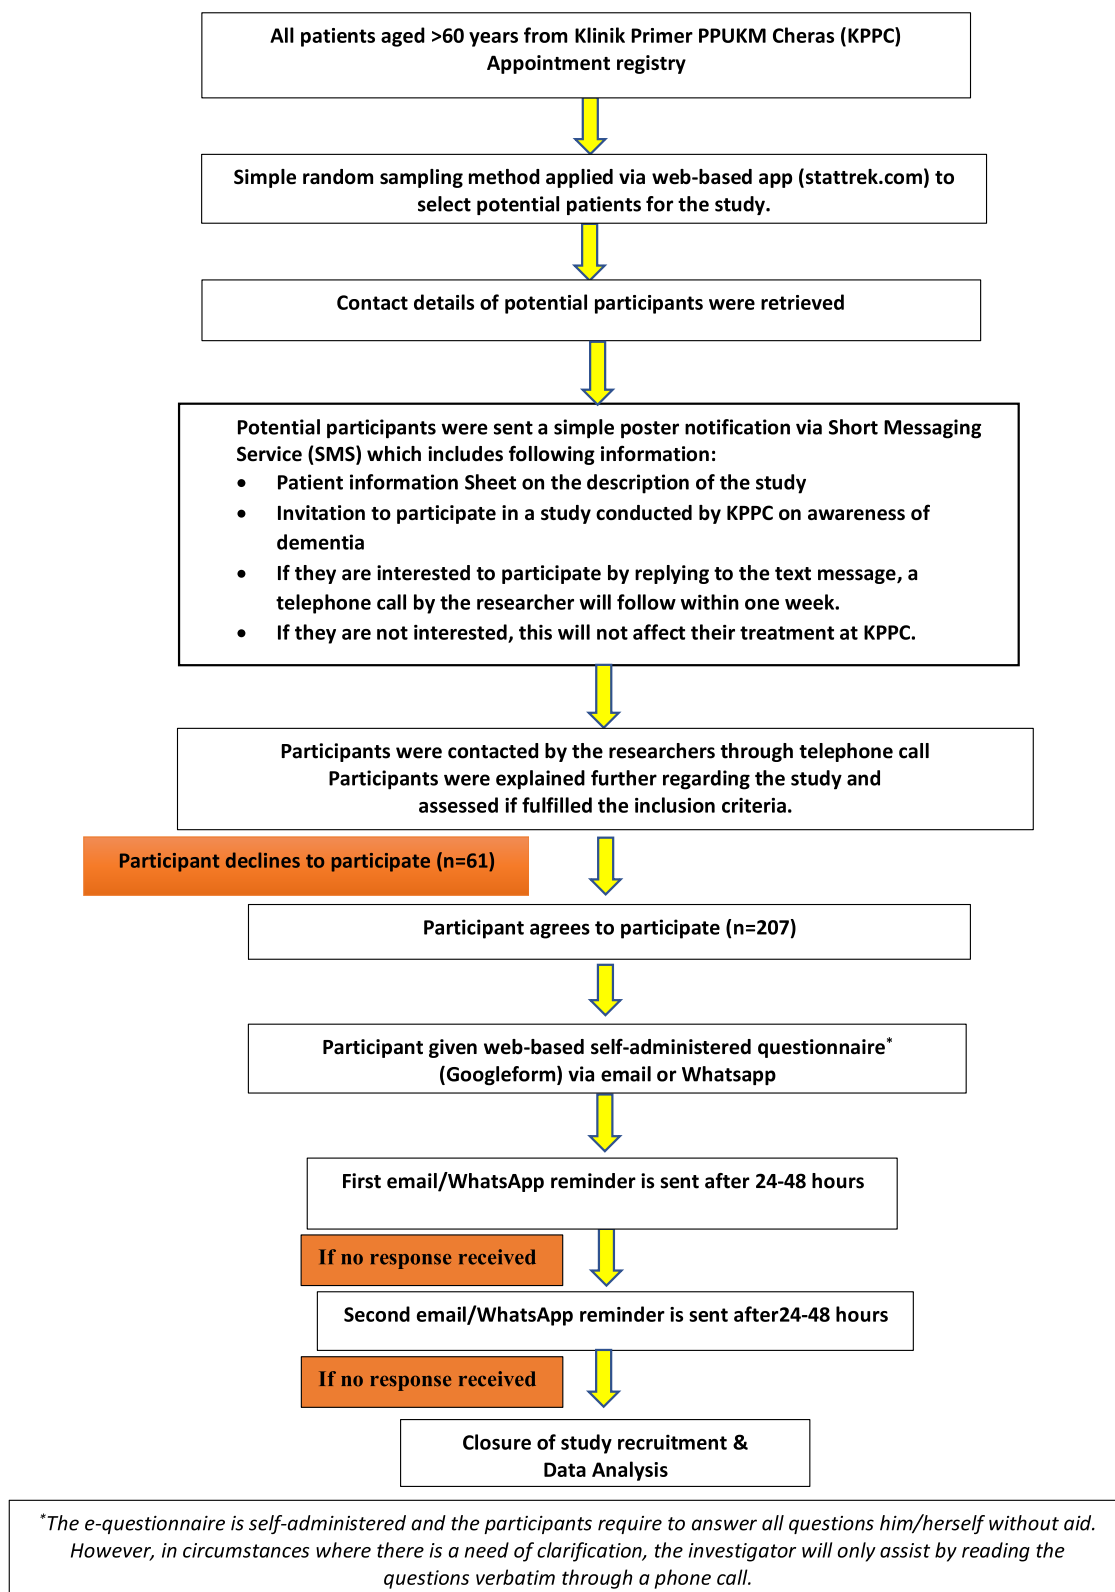 All patients aged >60 years from Klinik Primer PPUKM Cheras (KPPC)
Appointment registry
Simple random sampling method applied via web-based app (stattrek.com) to
select potential patients for the study.
Contact details of potential participants were retrieved
Potential participants were sent a simple poster notification via Short Messaging
Service (SMS) which includes following information:
• Patient information Sheet on the description of the study
• Invitation to participate in a study conducted by KPPC on awareness of
dementia
• If they are interested to participate by replying to the text message, a
telephone call by the researcher will follow within one week.
• If they are not interested, this will not affect their treatment at KPPC.
Participants were contacted by the researchers through telephone call
Participants were explained further regarding the study and
assessed if fulfilled the inclusion criteria.
Participant declines to participate (n=61)
Participant agrees to participate (n=207)
Participant given web-based self-administered questionnaire*
(Googleform) via email or Whatsapp
First email/WhatsApp reminder is sent after 24-48 hours
If no response received
Second email/WhatsApp reminder is sent after24-48 hours
If no response received
Closure of study recruitment &
Data Analysis
*The e-questionnaire is self-administered and the participants require to answer all questions him/herself without aid.
However, in circumstances where there is a need of clarification, the investigator will only assist by reading the
questions verbatim through a phone call.